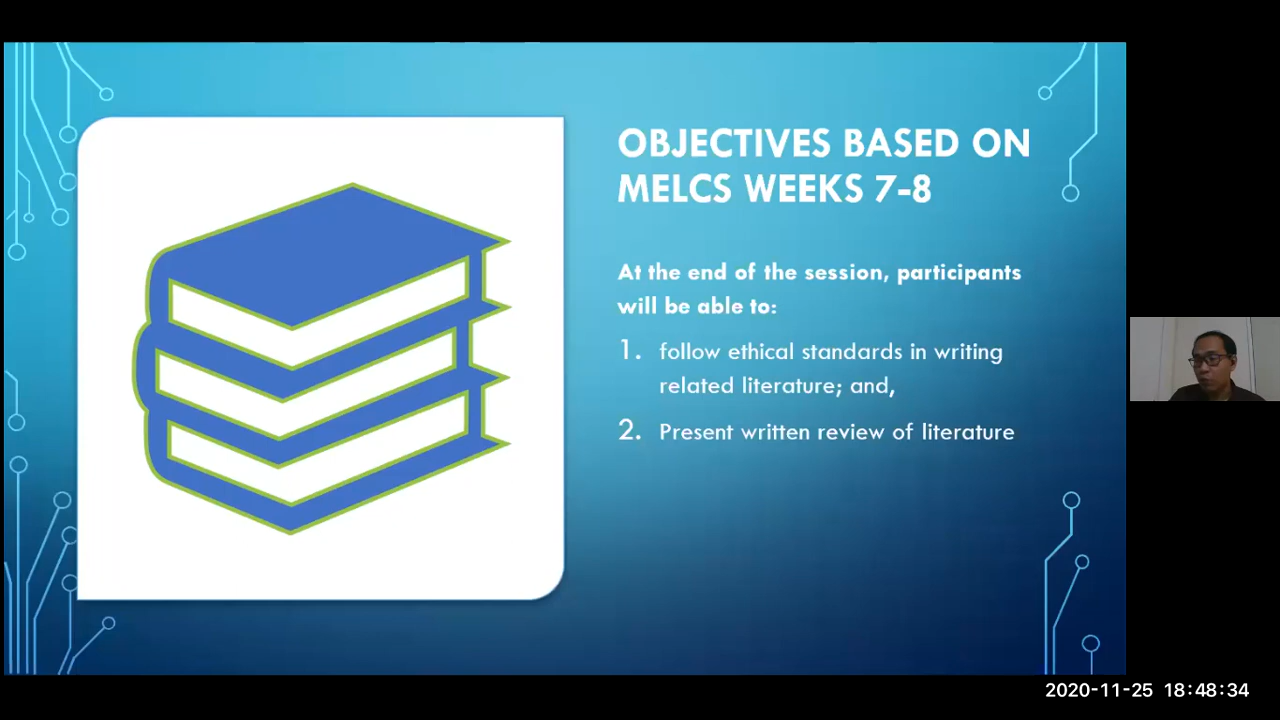 OBJECTIVES BASED ON
MELCS WEEKS 7-8
At the end of the session, participants
will be able to:
1. follow ethical standards in writing
related literature; and,
2. Present written review of literature
2020-11-25 18:48:34